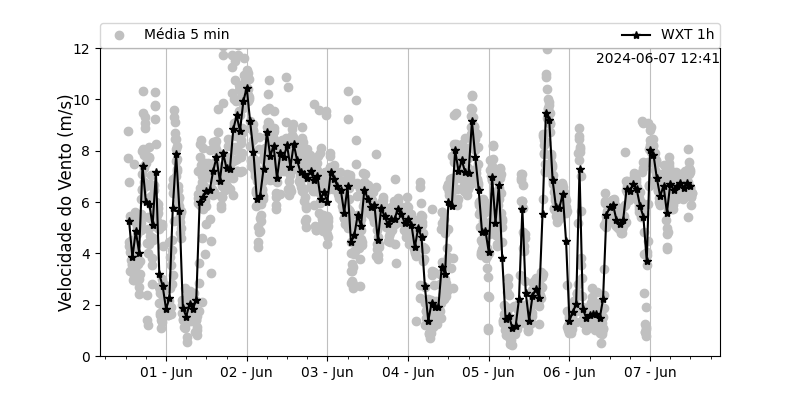 Média 5 min
WXT 1h
2024-06-07 12:41
Velocidade do Vento (m/s)
12
10
8
6
4
2
0
01 - Jun
02 - Jun
03 - Jun
04 - Jun
05 - Jun
06 - Jun
07 - Jun